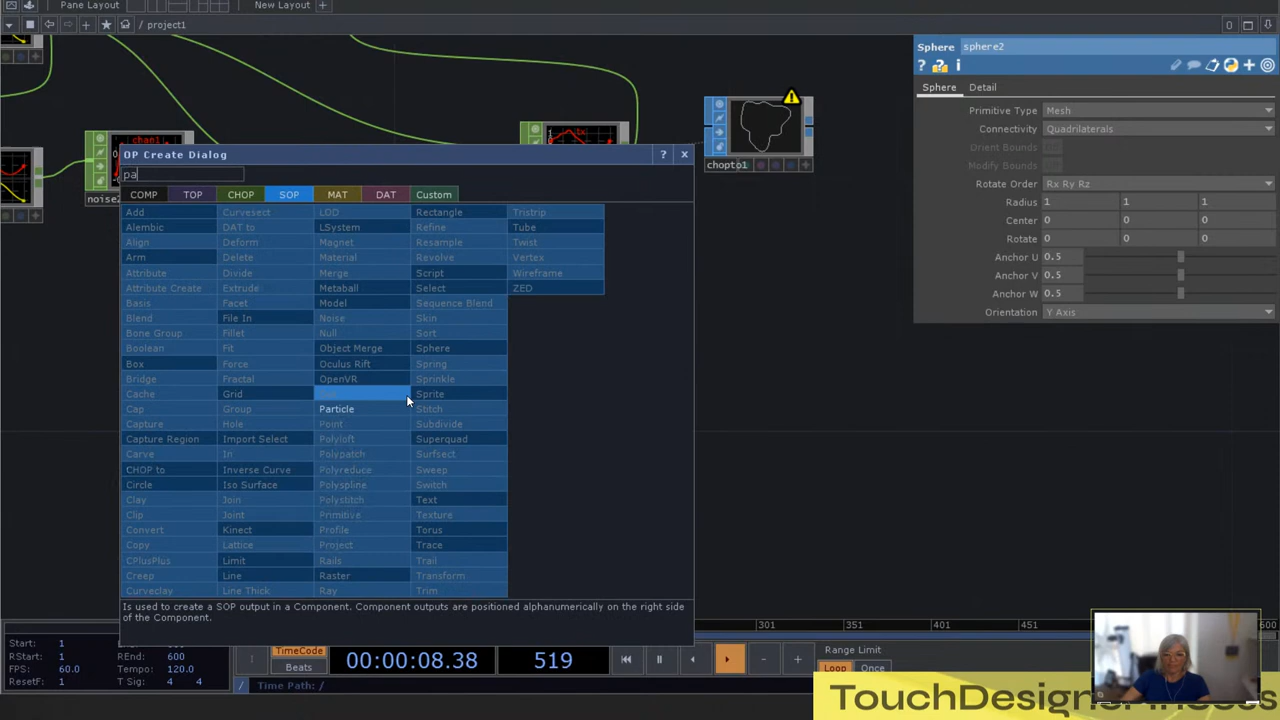 Pane Layout
New Layout
/ project1
0
Sphere sphere2
Sphere Detail
Primitive Type Mesh
Connectivity Quadrilaterals
Orient Bounds
Modify Bounds
Rotate Order Rx Ry Rz
Radius 1 1 1
Center 0 0 0
Rotate 0 0 0
Anchor U 0.5
Anchor V 0.5
Anchor W 0.5
Orientation Y Axis
chopto1
OP Create Dialog
pa
COMP TOP CHOP SOP MAT DAT Custom
Add Curvesect LOD Rectangle Tristrip
Alembic DAT to LSystem Refine Tube
Align Deform Magnet Resample Twist
Arm Delete Material Revolve Vertex
Attribute Divide Merge Script Wireframe
Attribute Create Extrude Metaball Select ZED
Basis Facet Model Sequence Blend
Blend File In Noise Skin
Bone Group Fillet Null Sort
Boolean Fit Object Merge Sphere
Box Force Oculus Rift Spring
Bridge Fractal OpenVR Sprinkle
Cache Grid Sprite
Cap Group Particle Stitch
Capture Hole Point Subdivide
Capture Region Import Select Polyloft Superquad
Carve In Polypatch Surfsect
CHOP to Inverse Curve Polyreduce Sweep
Circle Iso Surface Polyspline Switch
Clay Join Polystitch Text
Clip Joint Primitive Texture
Convert Kinect Profile Torus
Copy Lattice Project Trace
CPlusPlus Limit Rails Trail
Creep Line Raster Transform
Curveclay Line Thick Ray Trim
Is used to create a SOP output in a Component. Component outputs are positioned alphanumerically on the right side
of the Component.
301 351 401 451
Start: 1 End: 600
RStart: 1 REnd: 600
FPS: 60.0 Tempo: 120.0
ResetF: 1 T Sig: 4 4
TimeCode
Beats
00:00:08.38
519
Range Limit
Loop Once
/ Time Path: /